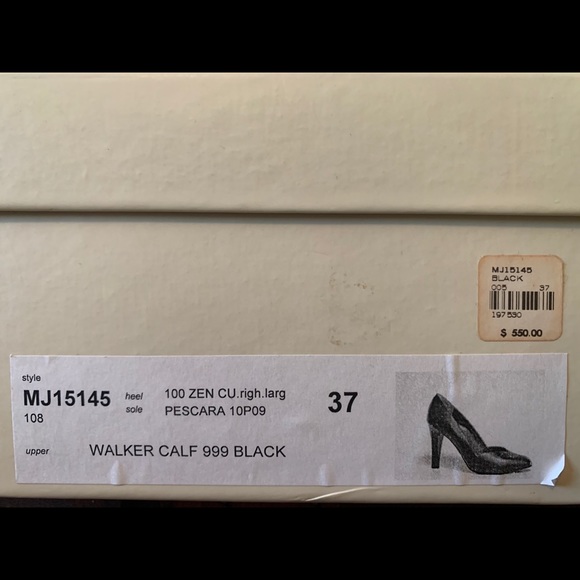 MJ15145
BLACK
005 37
197530
$ 550.00
style
MJ15145 heel 100 ZEN CU.righ.larg 37
108 sole PESCARA 10P09
upper WALKER CALF 999 BLACK